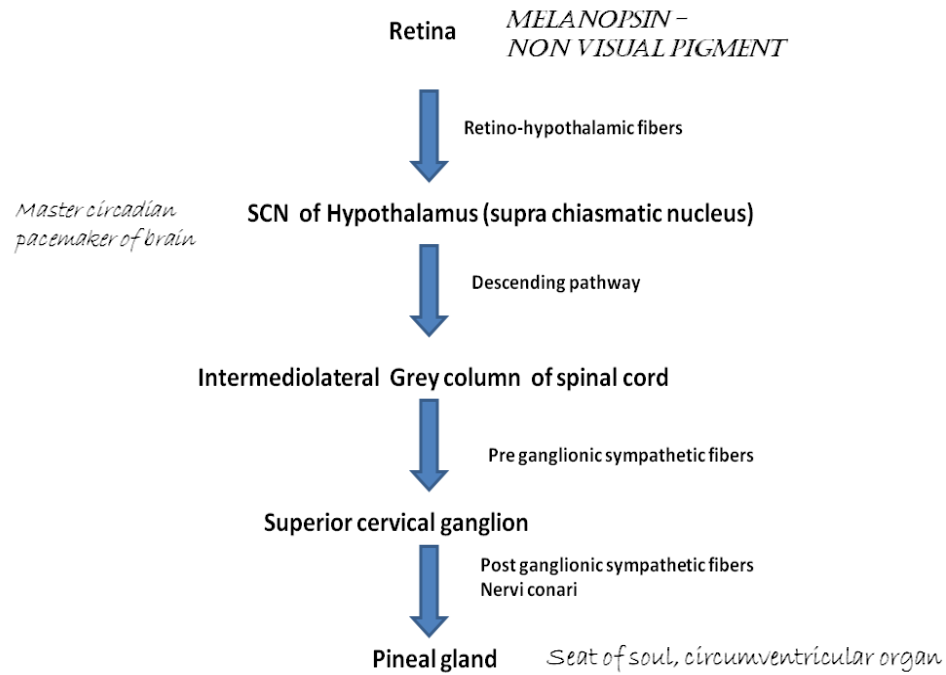 Retina
MELANOPSIN –
NON VISUAL PIGMENT
Retino-hypothalamic fibers
Master circadian
pacemaker of brain
SCN of Hypothalamus (supra chiasmatic nucleus)
Descending pathway
Intermediolateral Grey column of spinal cord
Pre ganglionic sympathetic fibers
Superior cervical ganglion
Post ganglionic sympathetic fibers
Nervi conari
Pineal gland
Seat of soul, circumventricular organ